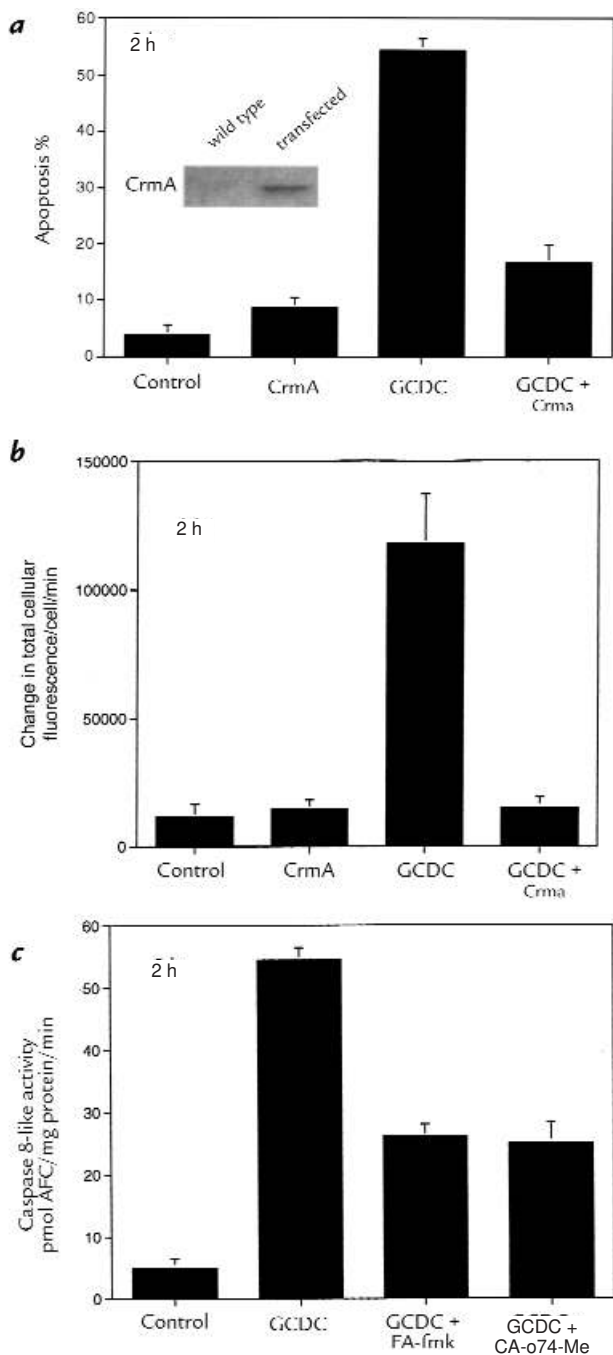 a
2 h
60
50
40
30
20
10
0
Apoptosis %
wild type
transfected
CrmA
Control
CrmA
GCDC
GCDC +
Crma
b
150000
100000
50000
0
2 h
Change in total cellular
fluorescence/cell/min
Control
CrmA
GCDC
GCDC +
Crma
c
60
50
40
30
20
10
0
2 h
Caspase 8-like activity
pmol AFC/mg protein/min
Control
GCDC
GCDC +
FA-fmk
GCDC +
CA-o74-Me